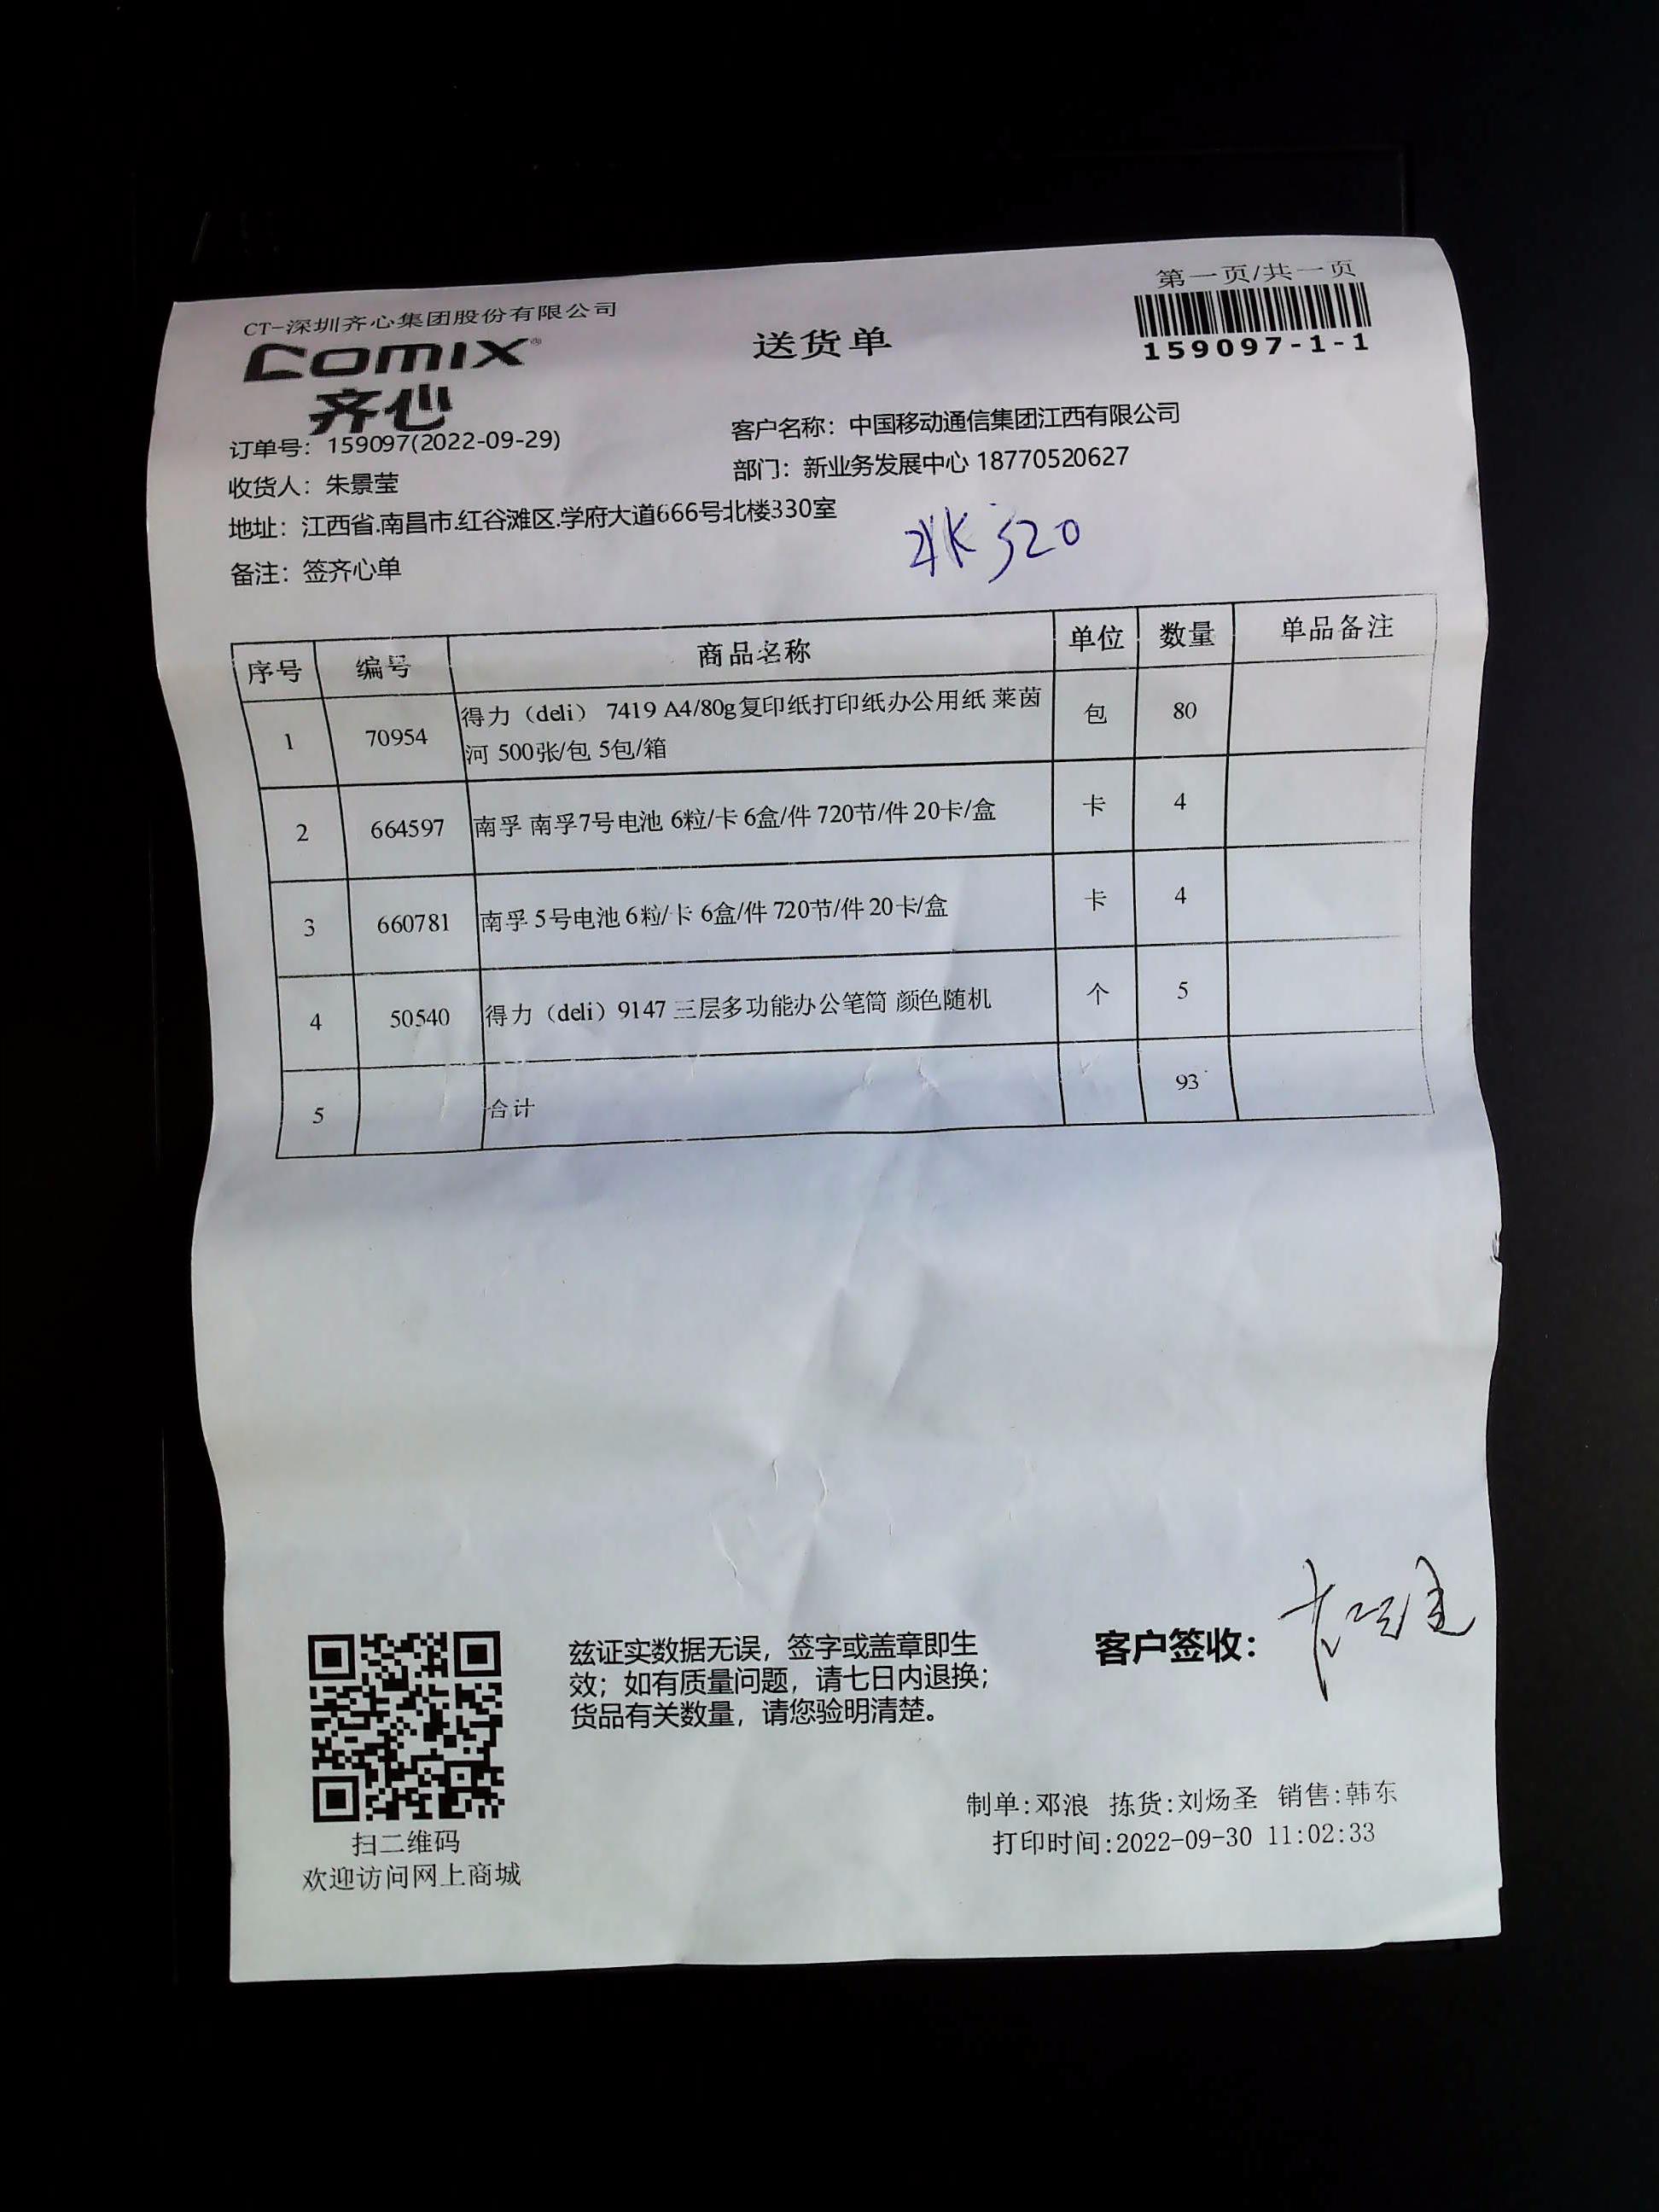 第一页/共一页
CT-深圳齐心集团股份有限公司
COMIX®
齐心
送货单
159097-1-1
订单号：159097(2022-09-29)
客户名称：中国移动通信集团江西有限公司
收货人：朱景莹
部门：新业务发展中心 18770520627
地址：江西省.南昌市.红谷滩区.学府大道666号北楼330室
备注：签齐心单
520
序号 编号 商品名称 单位 数量 单品备注
1 70954 得力（deli） 7419 A4/80g复印纸打印纸办公用纸 莱茵
河 500张/包 5包/箱 包 80
2 664597 南孚 南孚7号电池 6粒/卡 6盒/件 720节/件 20卡/盒 卡 4
3 660781 南孚 5号电池 6粒/卡 6盒/件 720节/件 20卡/盒 卡 4
4 50540 得力（deli）9147 三层多功能办公笔筒 颜色随机 个 5
5 合计 93
兹证实数据无误，签字或盖章即生
效；如有质量问题，请七日内退换；
货品有关数量，请您验明清楚。
客户签收：
扫二维码
欢迎访问网上商城
制单:邓浪 拣货:刘炀圣 销售:韩东
打印时间:2022-09-30 11:02:33